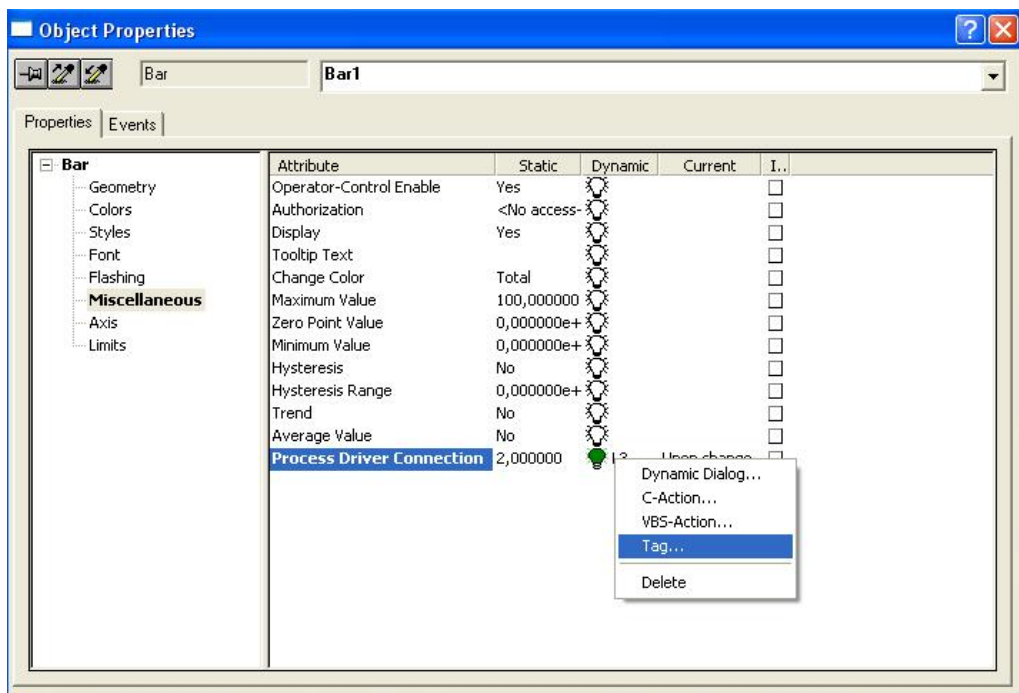 Object Properties
Bar Bar1
Properties Events
Bar
Geometry
Colors
Styles
Font
Flashing
Miscellaneous
Axis
Limits
Attribute Static Dynamic Current I..
Operator-Control Enable Yes
Authorization <No access-
Display Yes
Tooltip Text
Change Color Total
Maximum Value 100,000000
Zero Point Value 0,000000e+
Minimum Value 0,000000e+
Hysteresis No
Hysteresis Range 0,000000e+
Trend No
Average Value No
Process Driver Connection 2,000000 Upon change
Dynamic Dialog...
C-Action...
VBS-Action...
Tag...
Delete